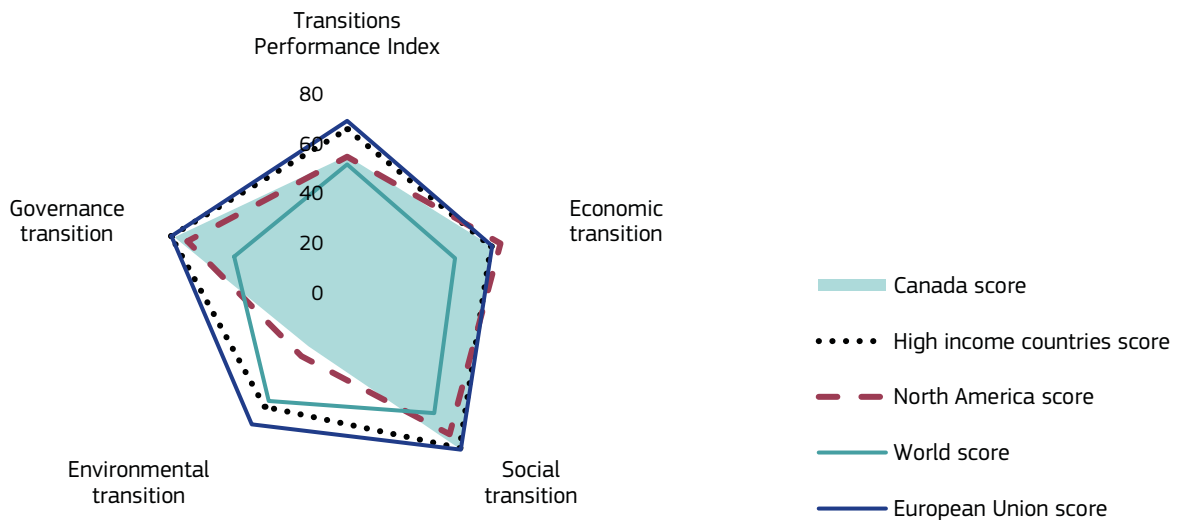 Transitions
Performance Index
80
60
40
20
0
Economic
transition
Social
transition
Environmental
transition
Governance
transition
Canada score
High income countries score
North America score
World score
European Union score